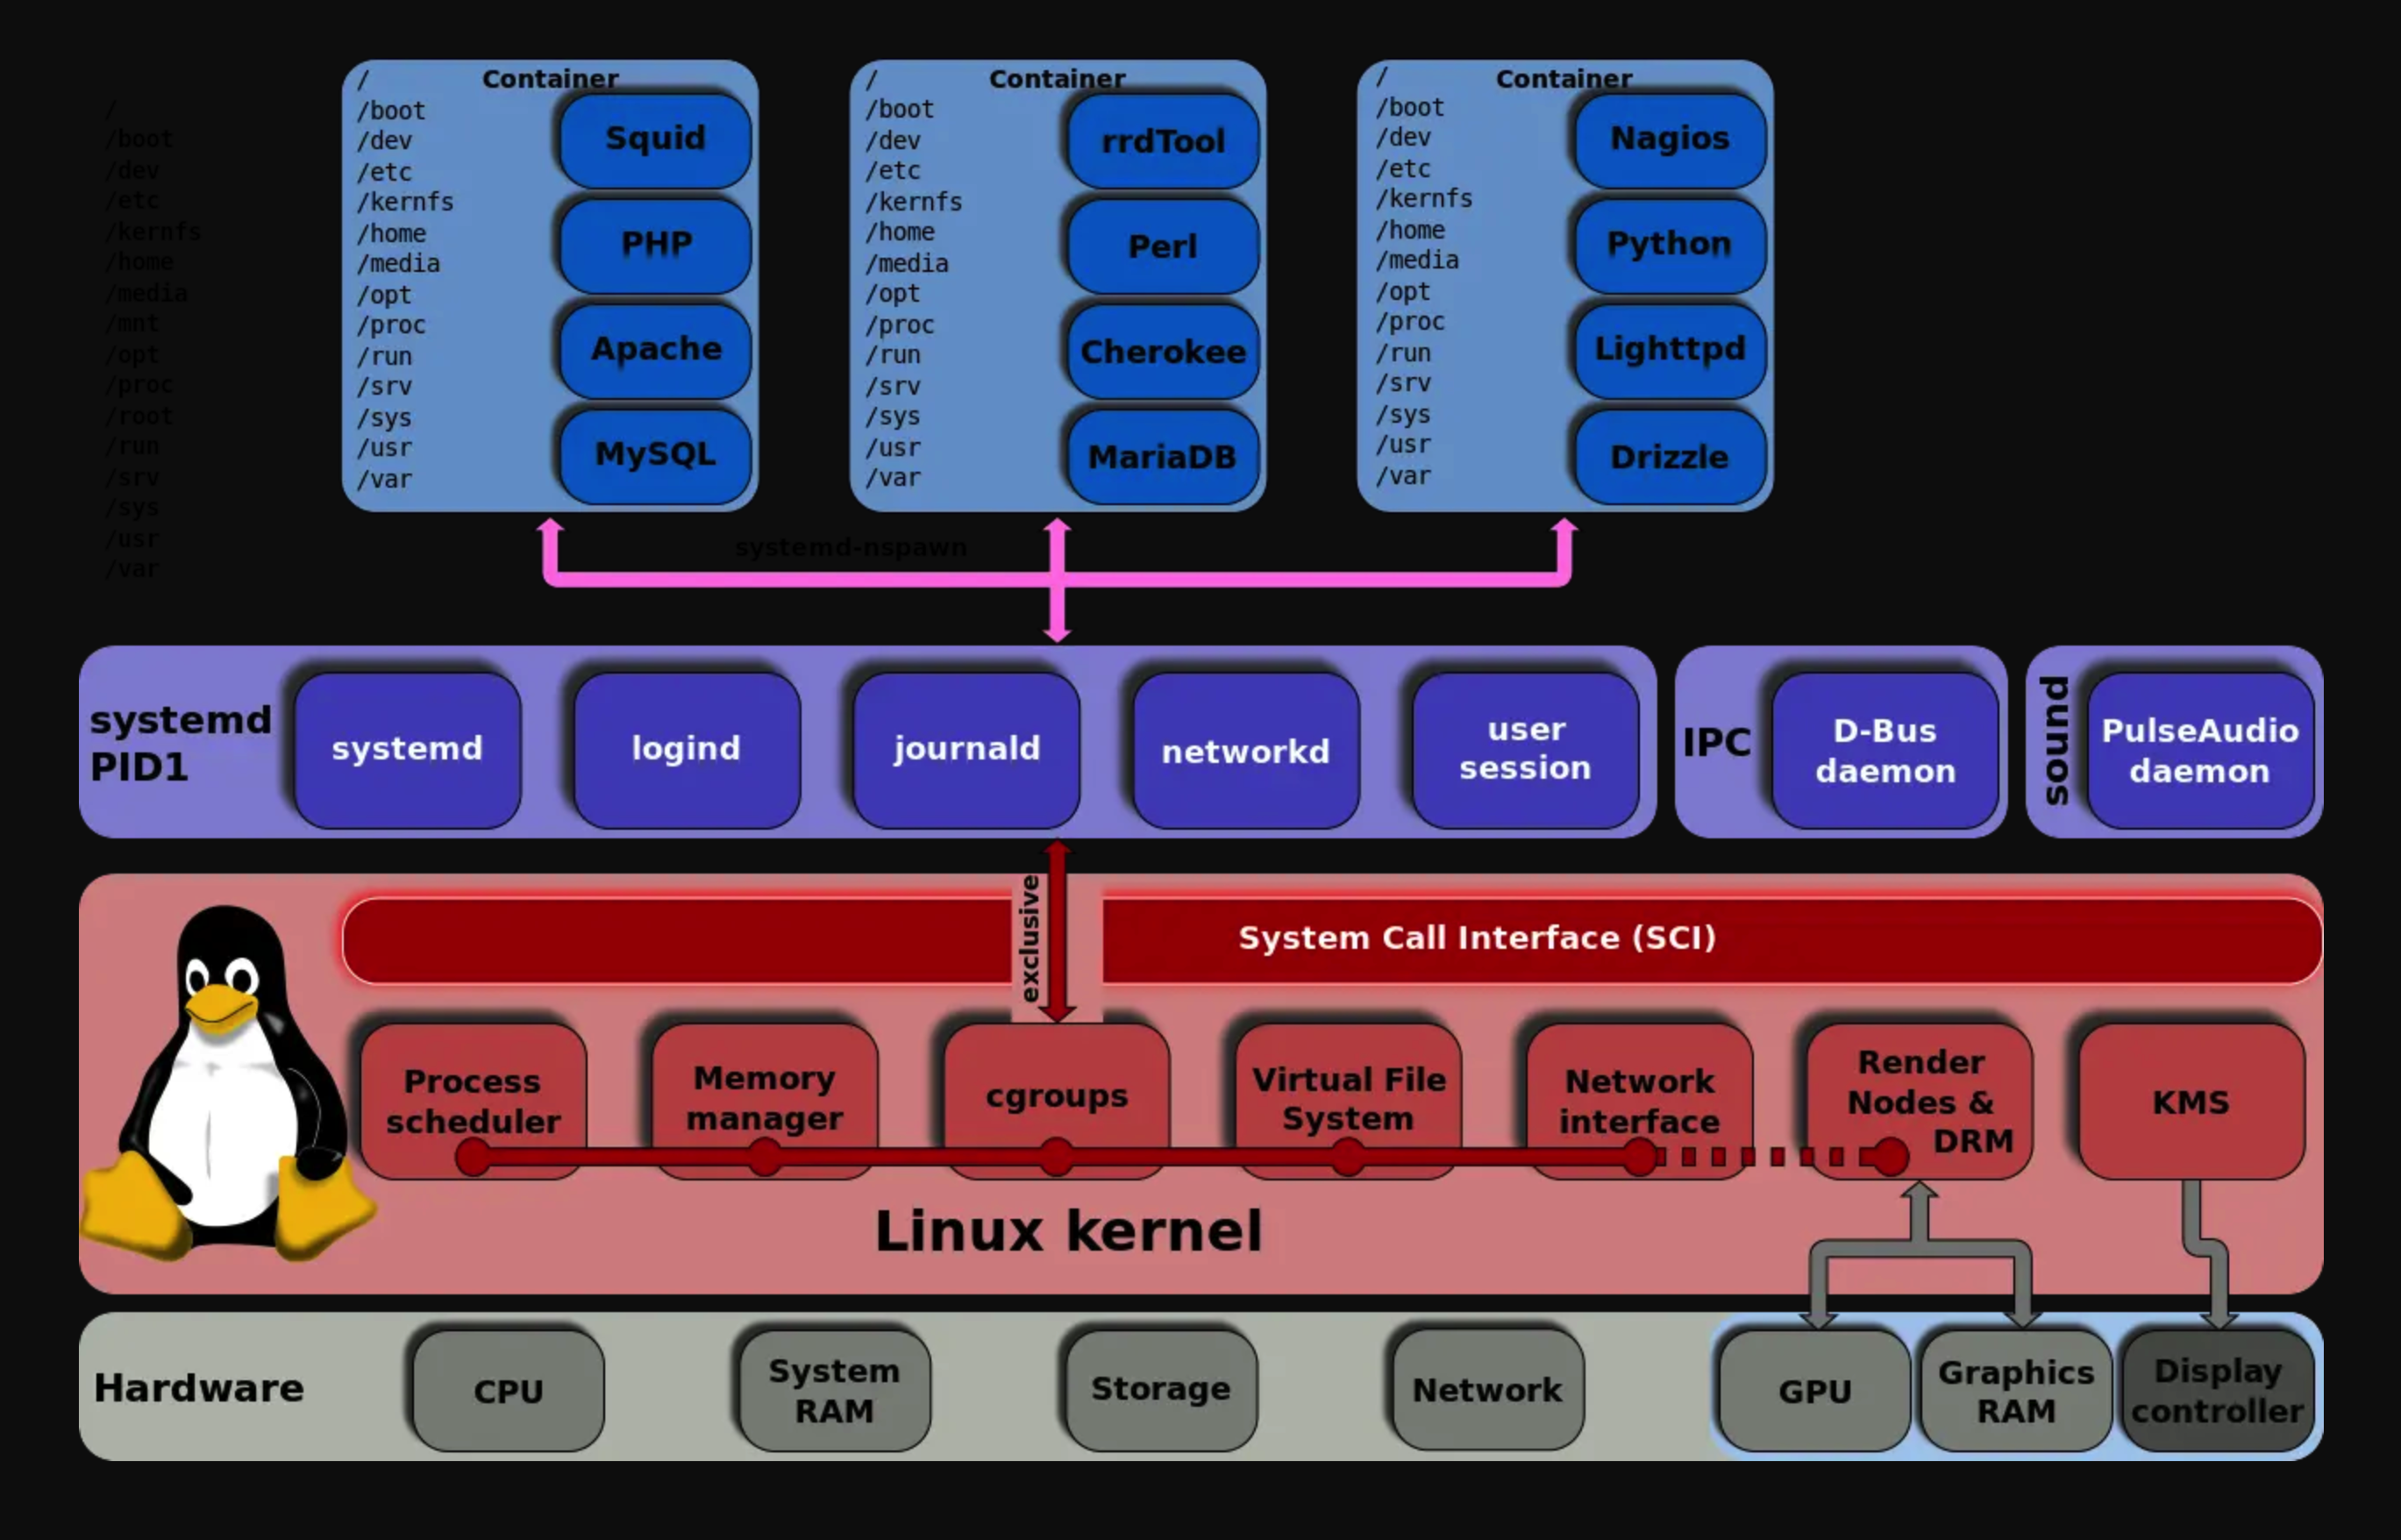 /
/boot
/dev
/etc
/kernfs
/home
/media
/mnt
/opt
/proc
/root
/run
/srv
/sys
/usr
/var
/
Container
/boot
/dev
/etc
/kernfs
/home
/media
/opt
/proc
/run
/srv
/sys
/usr
/var
Squid
PHP
Apache
MySQL
/
Container
/boot
/dev
/etc
/kernfs
/home
/media
/opt
/proc
/run
/srv
/sys
/usr
/var
rrdTool
Perl
Cherokee
MariaDB
/
Container
/boot
/dev
/etc
/kernfs
/home
/media
/opt
/proc
/run
/srv
/sys
/usr
/var
Nagios
Python
Lighttpd
Drizzle
systemd-nspawn
systemd
PID1
systemd
logind
journald
networkd
user
session
IPC
D-Bus
daemon
sound
PulseAudio
daemon
exclusive
System Call Interface (SCI)
Process
scheduler
Memory
manager
cgroups
Virtual File
System
Network
interface
Render
Nodes &
DRM
KMS
Linux kernel
Hardware
CPU
System
RAM
Storage
Network
GPU
Graphics
RAM
Display
controller